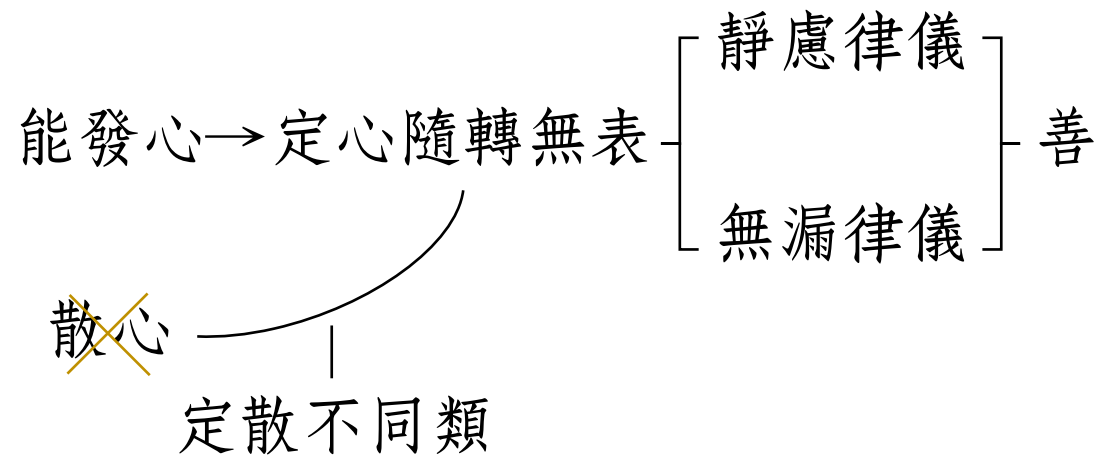 靜慮律儀
能發心→定心隨轉無表
善
無漏律儀
散心
定散不同類